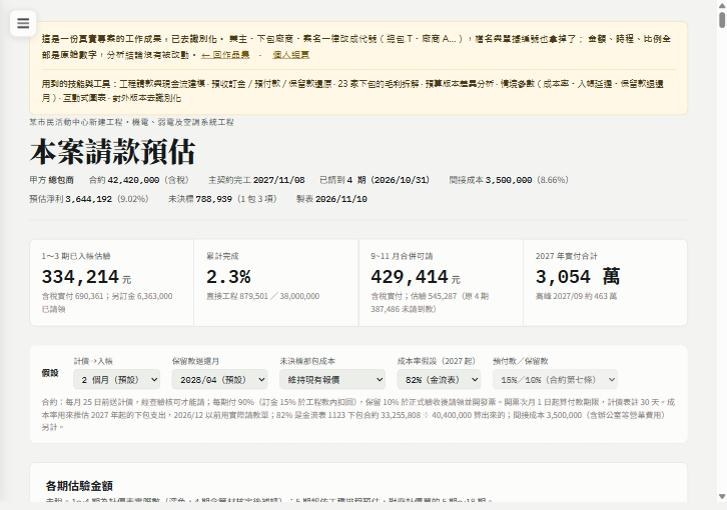 這是一份真實專案的工作成果。已去識別化。業主、下包廠商、案名一律改成代號（總包 T、廠商 A…），檔名與單據編號也拿掉了；金額、時程、比例全
部是原始數字，分析結論沒有被改動。← 回作品集 · 個人網頁
用到的技能與工具：工程請款與現金流建模 · 預收訂金 / 預付款 / 保留款還原 · 23 家下包的毛利拆解 · 預算版本差異分析 · 情境參數（成本率、入帳延遲、保留款退還
月）· 互動式圖表 · 對外版本去識別化
某市民活動中心新建工程・機電、弱電及空調系統工程
本案請款預估
甲方 總包商 合約 42,420,000（含稅） 主契約完工 2027/11/08 已請到 4 期（2026/10/31） 間接成本 3,500,000（8.66%）
預估淨利 3,644,192（9.02%） 未決標 788,939（1 包 3 項） 製表 2026/11/10
1～3 期已入帳估驗
334,214 元
含稅實付 690,361；另訂金 6,363,000
已請領
累計完成
2.3%
直接工程 879,501 ／ 38,000,000
9~11 月合併可請
429,414 元
含稅實付；估驗 545,287（原 4 期
387,486 未請到款）
2027 年實付合計
3,054 萬
高峰 2027/09 約 463 萬
假設
計價→入帳
2 個月（預設）
保留款退還月
2028/04（預設）
未決標部包成本
維持現有報價
成本率假設（2027 起）
82%（金流表）
預付款／保留款
15%／10%（合約第七條）
合約：每月 25 日前送計價，經查驗核可才能請；每期付 90%（訂金 15% 於工程款內扣回），保留 10% 於正式驗收後請領並開發票。開票次月 1 日起算付款期限，計價表計 30 天。成
本率用來推估 2027 年起的下包支出，2026/12 以前用實際請款單；82% 是金流表 1123 下包合約 33,255,808 ÷ 40,400,000 算出來的；間接成本 3,500,000（含辦公室等營業費用）
另計。
各期估驗金額